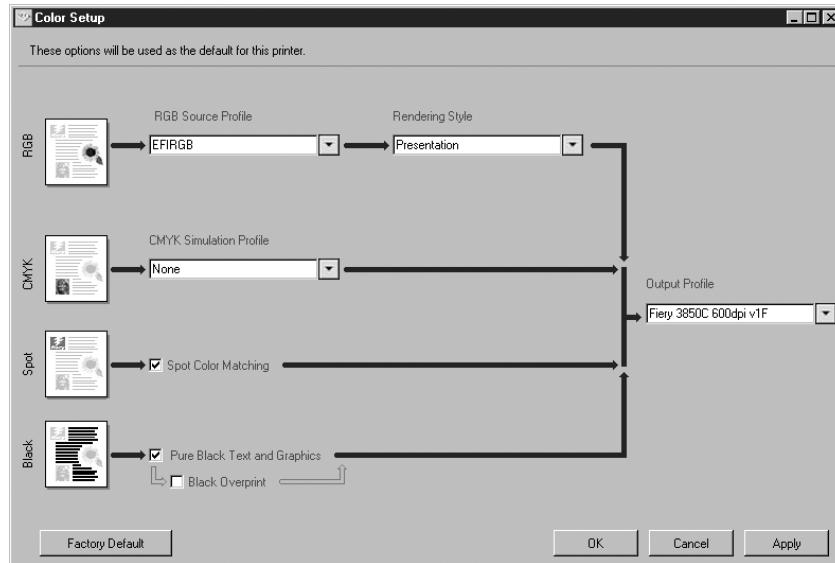 Color Setup
These options will be used as the default for this printer.
RGB
RGB Source Profile
EFIRGB
Rendering Style
Presentation
CMYK
CMYK Simulation Profile
None
Output Profile
Fiery 3850C 600dpi v1F
Spot
Spot Color Matching
Black
Pure Black Text and Graphics
Black Overprint
Factory Default
OK
Cancel
Apply